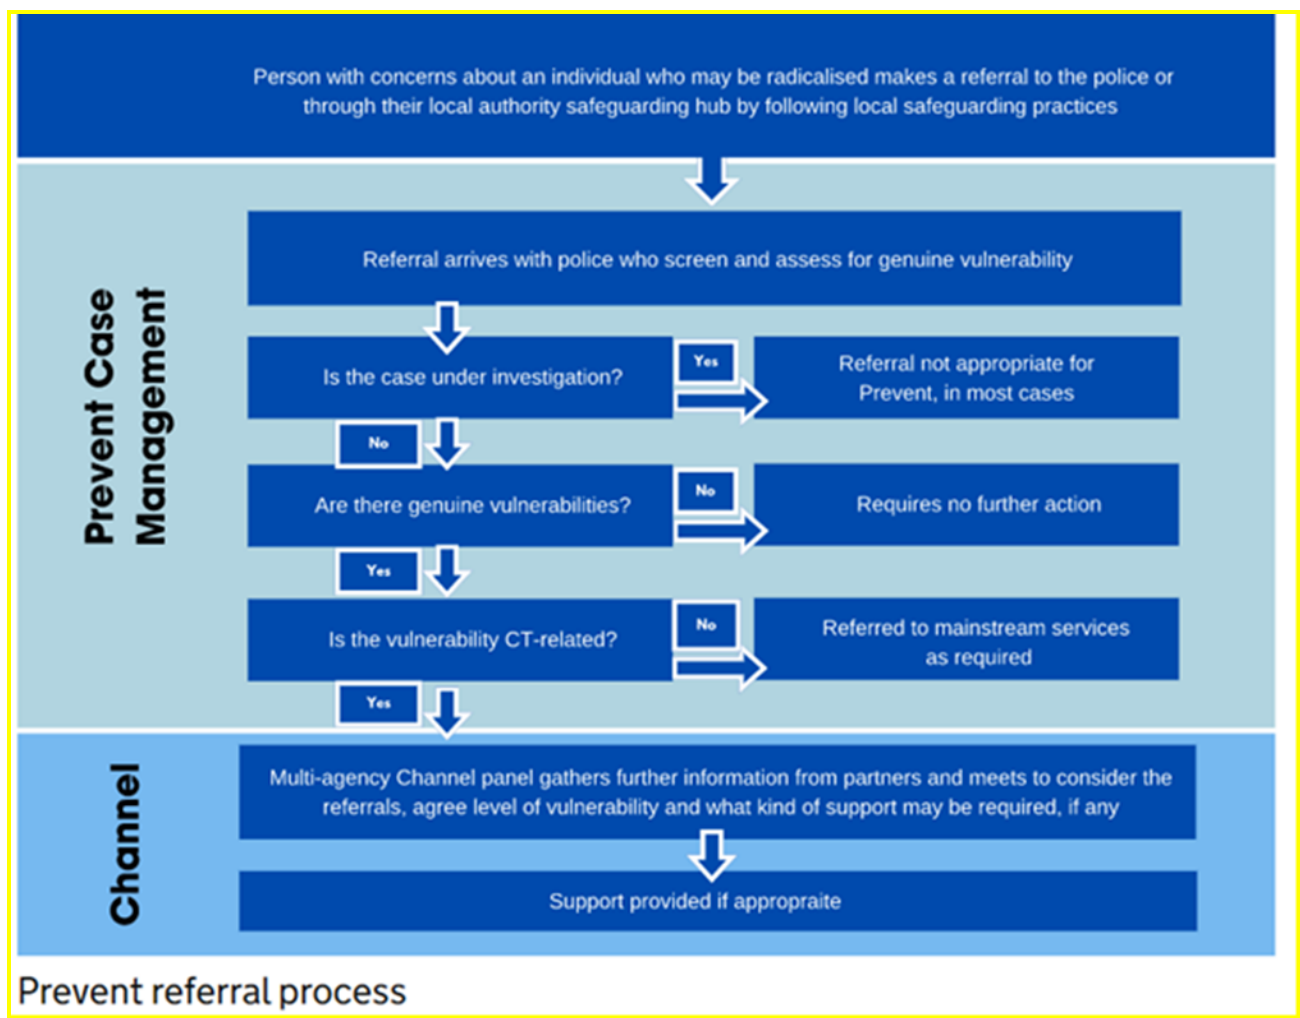 Person with concerns about an individual who may be radicalised makes a referral to the police or
through their local authority safeguarding hub by following local safeguarding practices
Prevent Case
Management
Referral arrives with police who screen and assess for genuine vulnerability
Is the case under investigation?
Yes
Referral not appropriate for
Prevent, in most cases
No
Are there genuine vulnerabilities?
No
Requires no further action
Yes
Is the vulnerability CT-related?
No
Referred to mainstream services
as required
Yes
Channel
Multi-agency Channel panel gathers further information from partners and meets to consider the
referrals, agree level of vulnerability and what kind of support may be required, if any
Support provided if appropraite
Prevent referral process